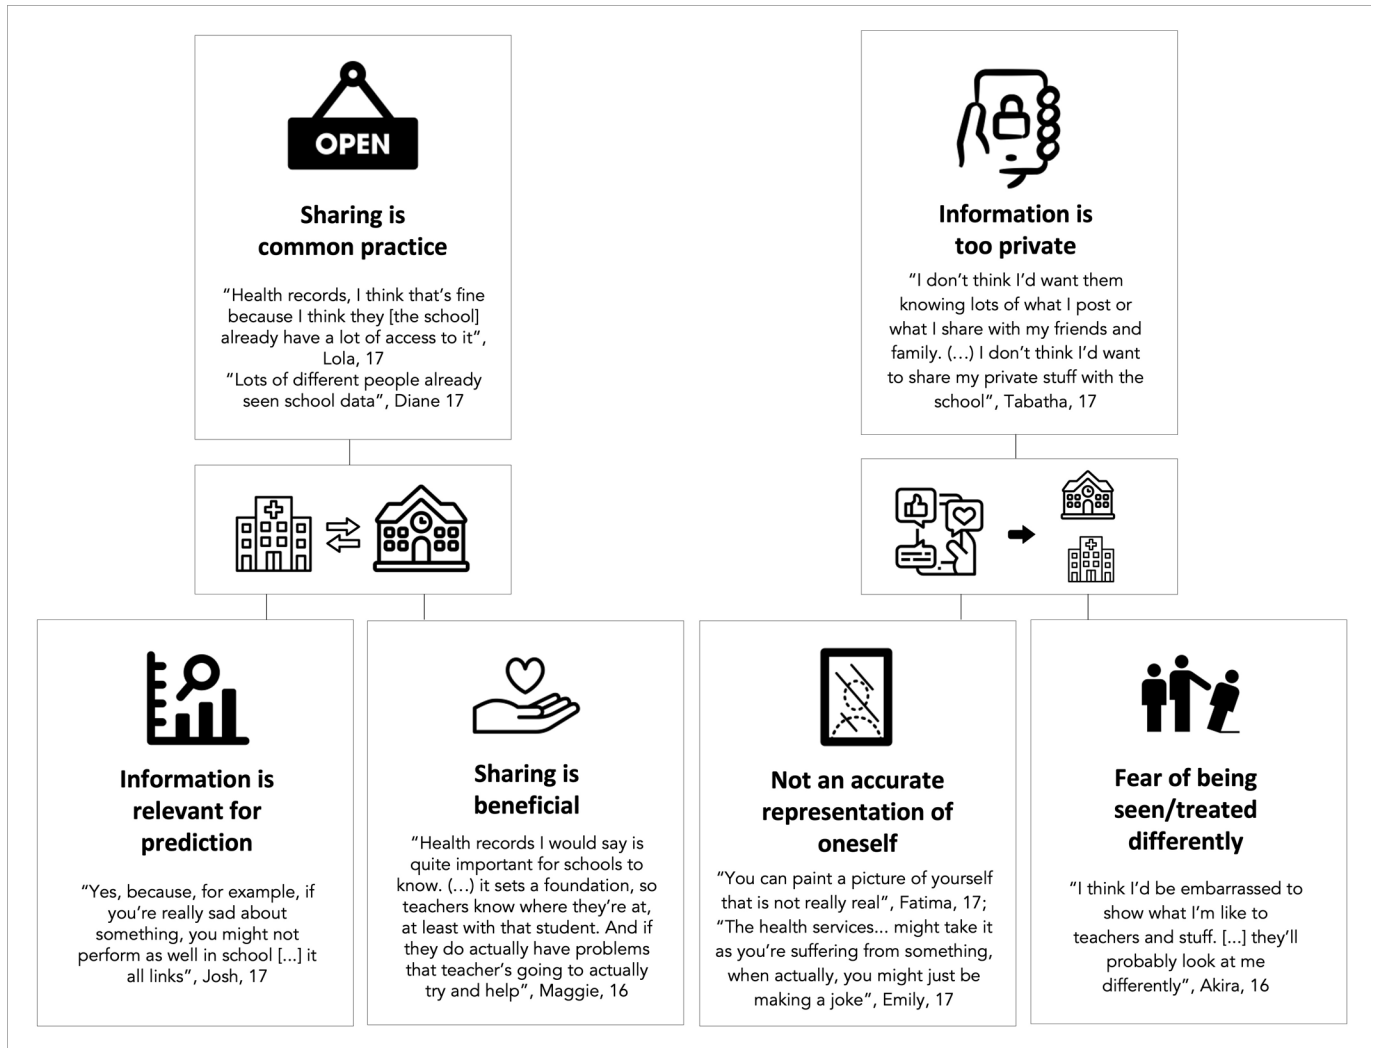 OPEN
Sharing is
common practice
“Health records, I think that’s fine
because I think they [the school]
already have a lot of access to it”,
Lola, 17
“Lots of different people already
seen school data”, Diane 17
Information is
too private
“I don’t think I’d want them
knowing lots of what I post or
what I share with my friends and
family. (…) I don’t think I’d want
to share my private stuff with the
school”, Tabatha, 17
Information is
relevant for
prediction
“Yes, because, for example, if
you’re really sad about
something, you might not
perform as well in school [...] it
all links”, Josh, 17
Sharing is
beneficial
“Health records I would say is
quite important for schools to
know. (…) it sets a foundation, so
teachers know where they’re at,
at least with that student. And if
they do actually have problems
that teacher’s going to actually
try and help”, Maggie, 16
Not an accurate
representation of
oneself
“You can paint a picture of yourself
that is not really real”, Fatima, 17;
“The health services... might take it
as you’re suffering from something,
when actually, you might just be
making a joke”, Emily, 17
Fear of being
seen/treated
differently
“I think I’d be embarrassed to
show what I’m like to
teachers and stuff. [...] they’ll
probably look at me
differently”, Akira, 16